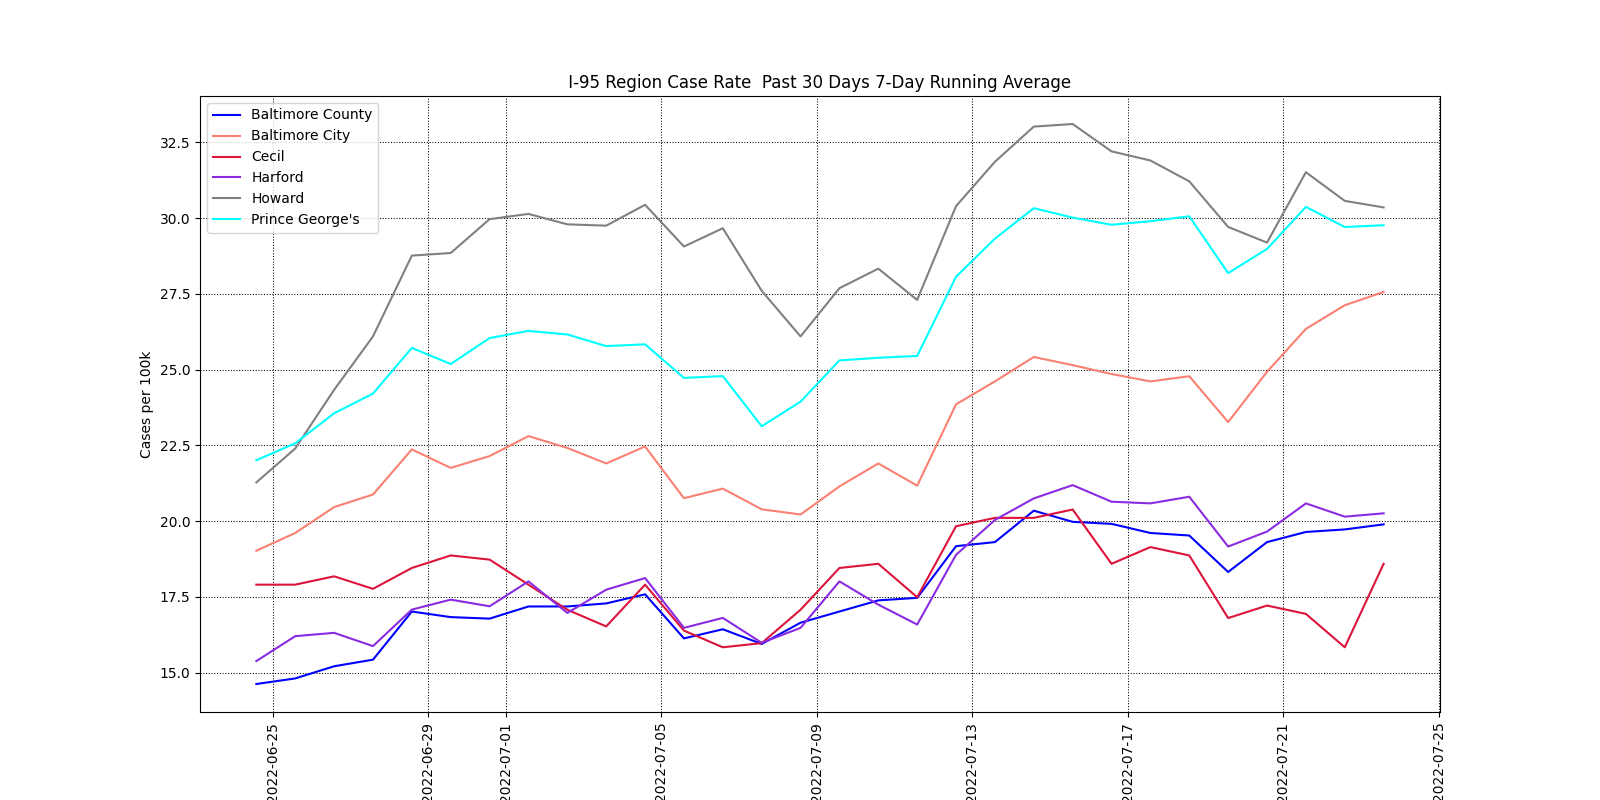 I-95 Region Case Rate  Past 30 Days 7-Day Running Average
Baltimore County
Baltimore City
Cecil
Harford
Howard
Prince George's
Cases per 100k
32.5
30.0
27.5
25.0
22.5
20.0
17.5
15.0
2022-06-25
2022-06-29
2022-07-01
2022-07-05
2022-07-09
2022-07-13
2022-07-17
2022-07-21
2022-07-25